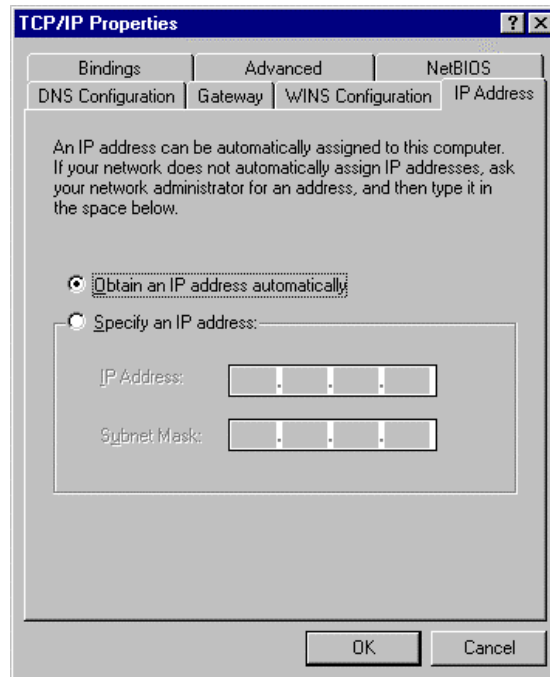 TCP/IP Properties
Bindings Advanced NetBIOS
DNS Configuration Gateway WINS Configuration IP Address
An IP address can be automatically assigned to this computer.
If your network does not automatically assign IP addresses, ask
your network administrator for an address, and then type it in
the space below.
Obtain an IP address automatically
Specify an IP address:
IP Address: . . .
Subnet Mask: . . .
OK Cancel